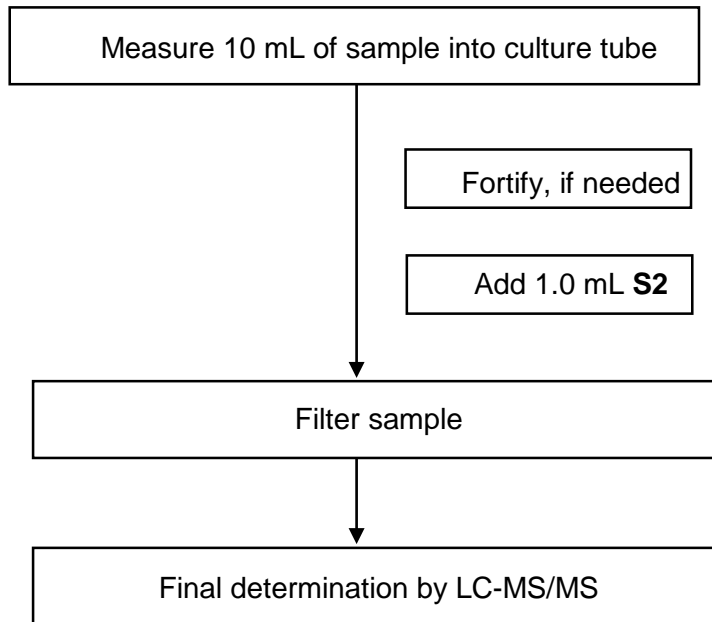 Measure 10 mL of sample into culture tube
Fortify, if needed
Add 1.0 mL S2
Filter sample
Final determination by LC-MS/MS